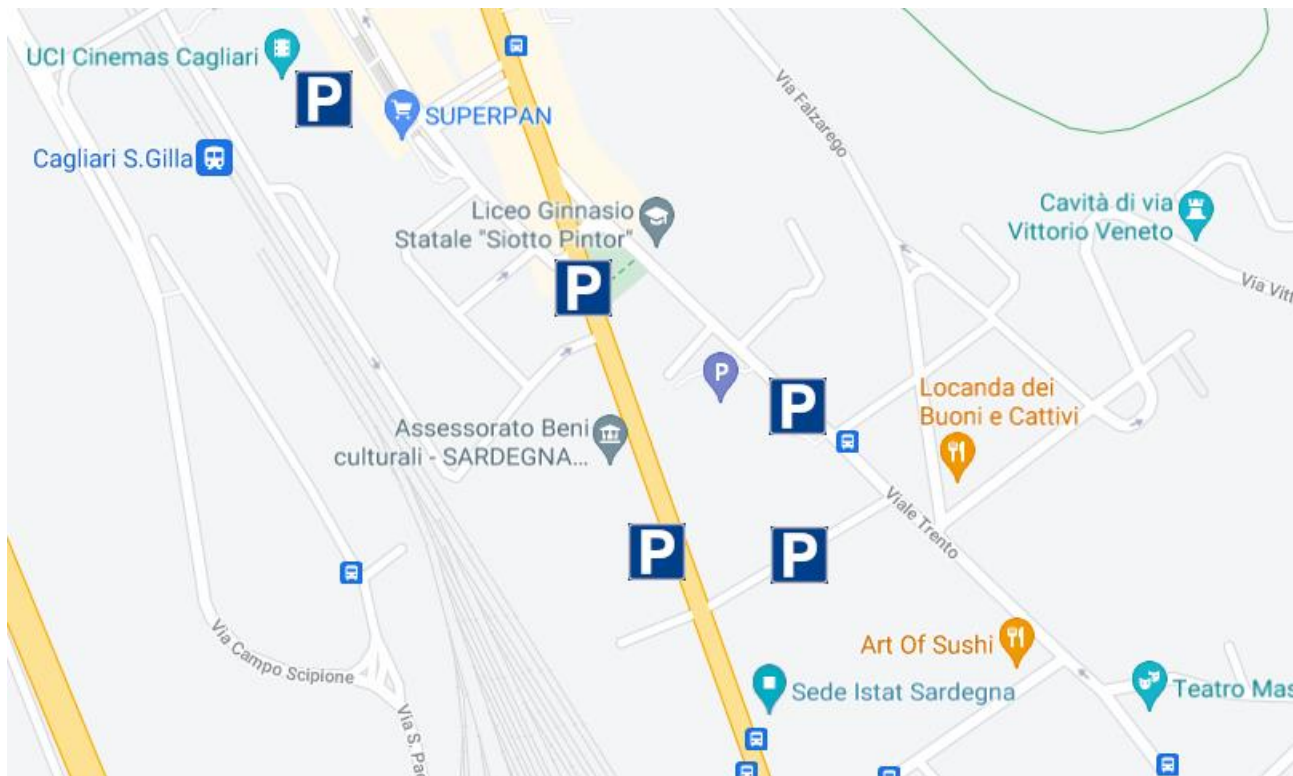 UCI Cinemas Cagliari
P
SUPERPAN
Via Falzarego
Cagliari S.Gilla
Liceo Ginnasio
Statale "Siotto Pintor"
Cavità di via
Vittorio Veneto
Via Vitt
P
P
P
Locanda dei
Buoni e Cattivi
Assessorato Beni
culturali - SARDEGNA...
Viale Trento
P
P
Via Campo Scipione
Art Of Sushi
Sede Istat Sardegna
Teatro Mas
Via S. Pao